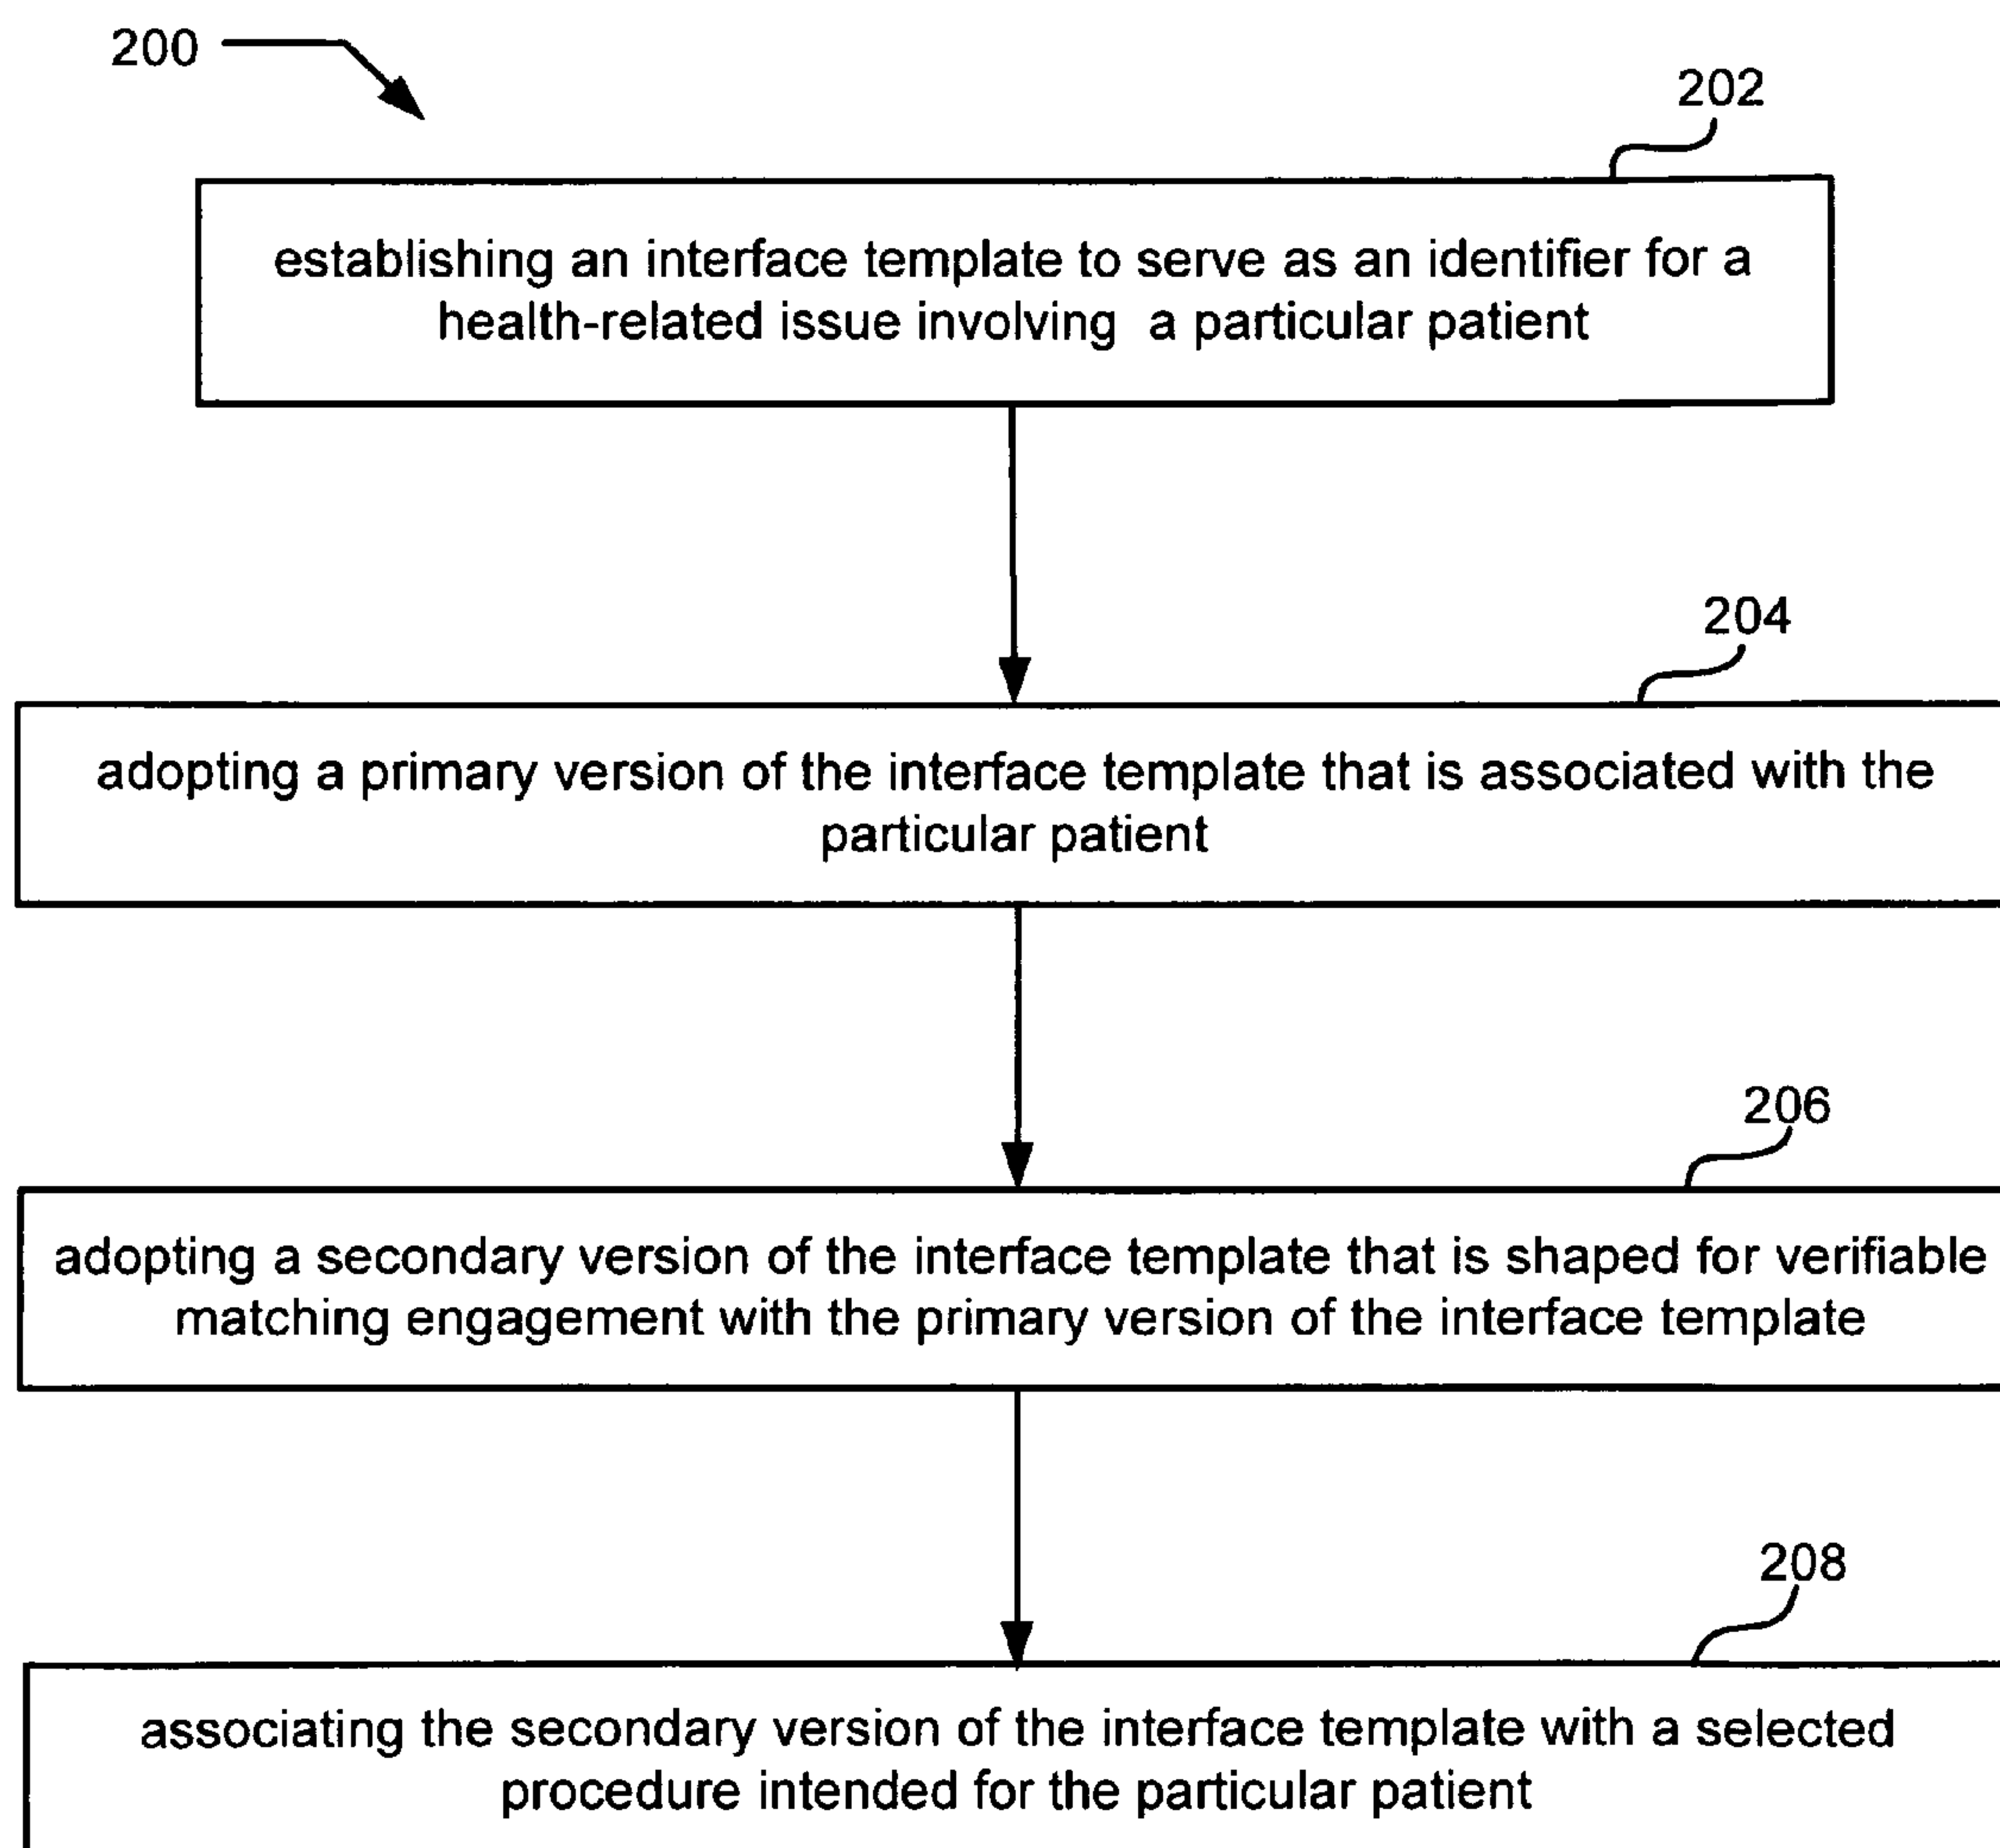 200
202
establishing an interface template to serve as an identifier for a
health-related issue involving a particular patient
204
adopting a primary version of the interface template that is associated with the
particular patient
206
adopting a secondary version of the interface template that is shaped for verifiable
matching engagement with the primary version of the interface template
208
associating the secondary version of the interface template with a selected
procedure intended for the particular patient